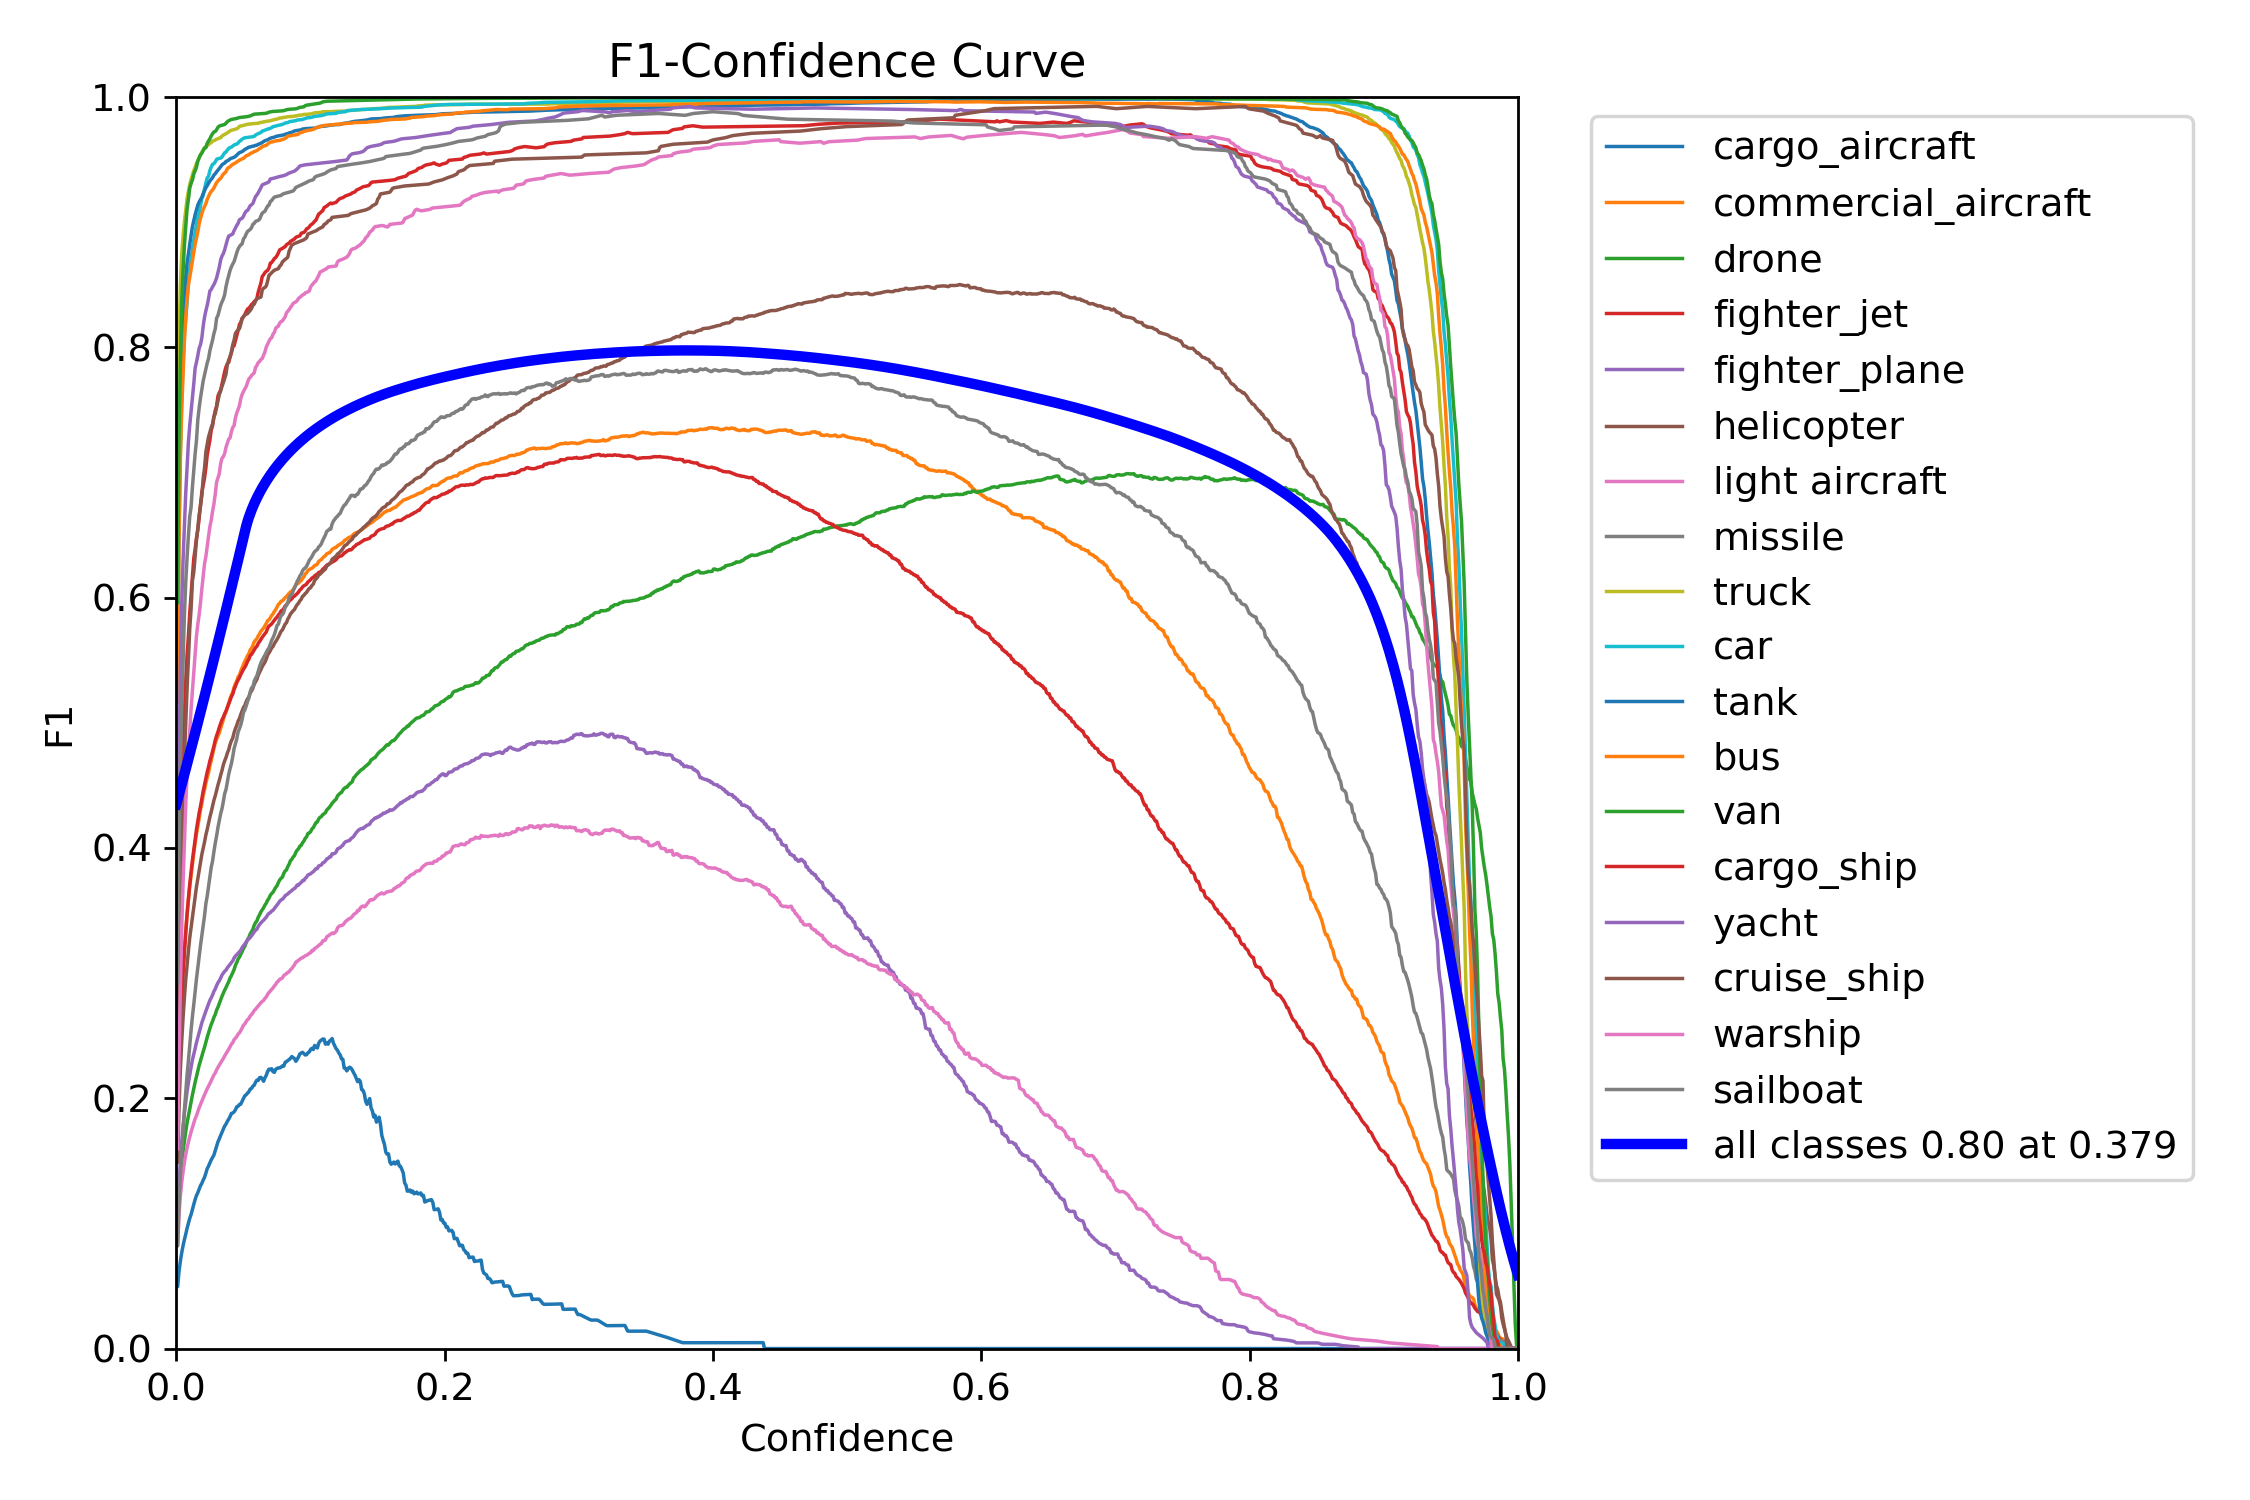 F1-Confidence Curve
1.0
0.8
0.6
0.4
0.2
0.0
F1
0.0 0.2 0.4 0.6 0.8 1.0
Confidence
cargo_aircraft
commercial_aircraft
drone
fighter_jet
fighter_plane
helicopter
light aircraft
missile
truck
car
tank
bus
van
cargo_ship
yacht
cruise_ship
warship
sailboat
all classes 0.80 at 0.379